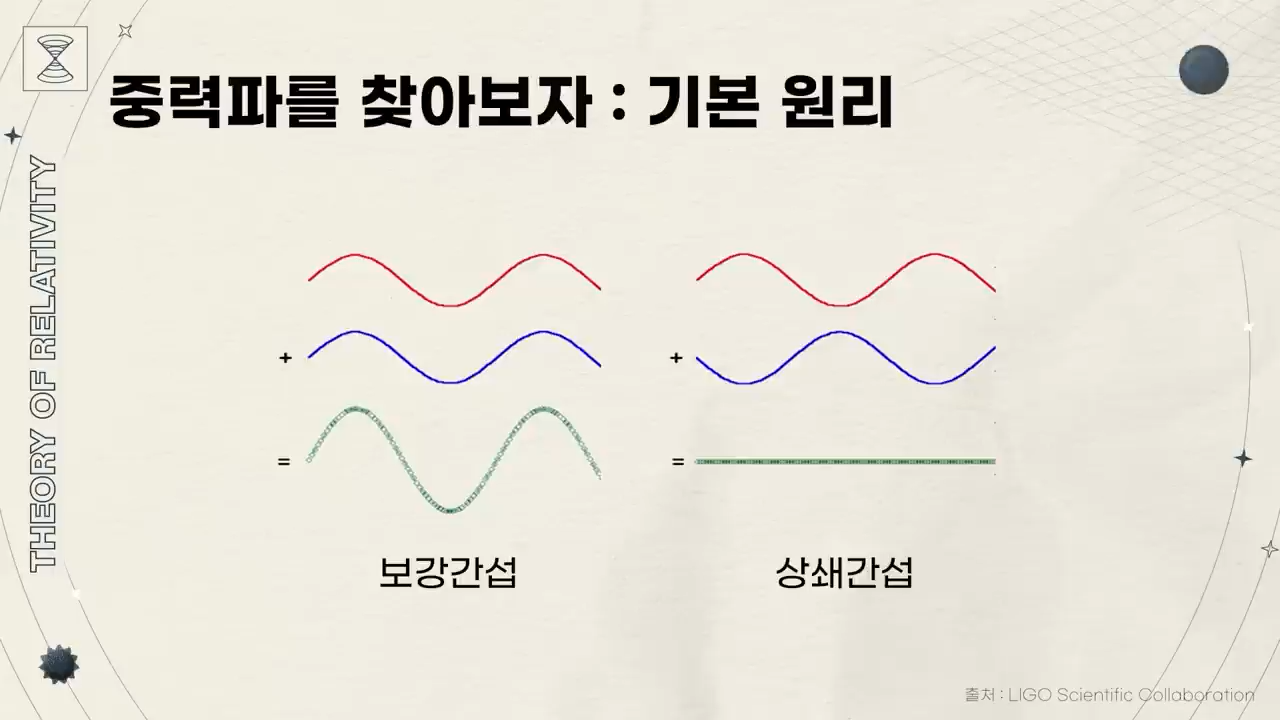 중력파를 찾아보자 : 기본 원리
THEORY OF RELATIVITY
+
=
보강간섭
+
=
상쇄간섭
출처 : LIGO Scientific Collaboration